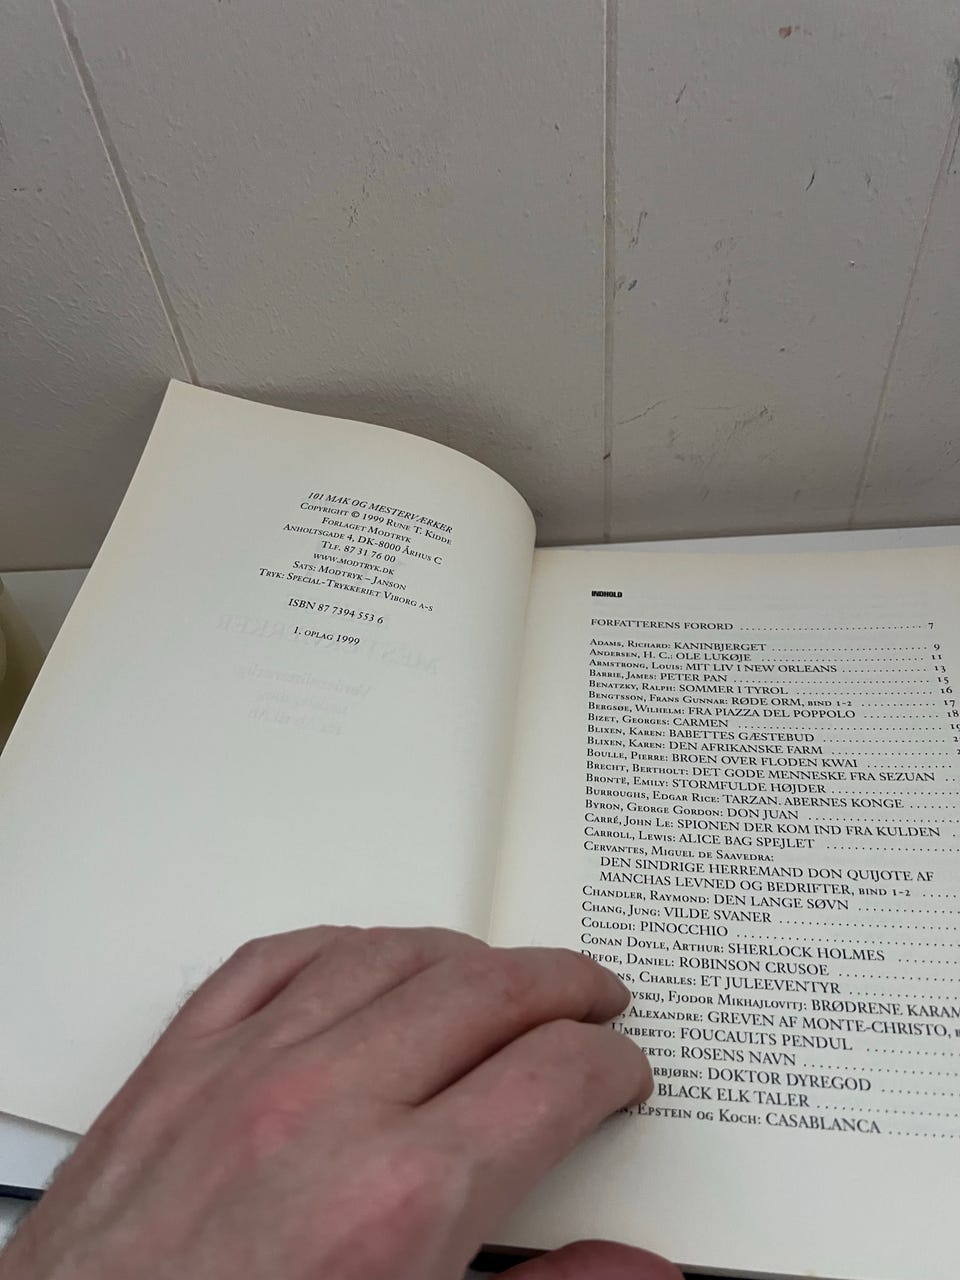 101 MAK OG MESTERVÆRKER
Copyright © 1999 Rune T. Kidde
Forlaget Modtryk
Anholtsgade 4, DK-8000 Århus C
Tlf. 87 31 76 00
www.modtryk.dk
Sats: Modtryk – Janson
Tryk: Special-Trykkeriet Viborg a-s
ISBN 87 7394 553 6
1. oplag 1999
INDHOLD
FORFATTERENS FORORD ........................ 7
Adams, Richard: KANINBJERGET ........................ 9
Andersen, H. C.: OLE LUKØJE ........................ 11
Armstrong, Louis: MIT LIV I NEW ORLEANS ........................ 13
Barrie, James: PETER PAN ........................ 15
Benatzky, Ralph: SOMMER I TYROL ........................ 16
Bengtsson, Frans Gunnar: RØDE ORM, bind 1-2 ........................ 17
Bergsøe, Wilhelm: FRA PIAZZA DEL POPPOLO ........................ 18
Bizet, Georges: CARMEN ........................
Blixen, Karen: BABETTES GÆSTEBUD ........................
Blixen, Karen: DEN AFRIKANSKE FARM ........................
Boulle, Pierre: BROEN OVER FLODEN KWAI ........................
Brecht, Bertholt: DET GODE MENNESKE FRA SEZUAN ........................
Brontë, Emily: STORMFULDE HØJDER ........................
Burroughs, Edgar Rice: TARZAN. ABERNES KONGE ........................
Byron, George Gordon: DON JUAN ........................
Carré, John Le: SPIONEN DER KOM IND FRA KULDEN ........................
Carroll, Lewis: ALICE BAG SPEJLET ........................
Cervantes, Miguel de Saavedra:
DEN SINDRIGE HERREMAND DON QUIJOTE AF
MANCHAS LEVNED OG BEDRIFTER, bind 1-2 ........................
Chandler, Raymond: DEN LANGE SØVN ........................
Chang, Jung: VILDE SVANER ........................
Collodi: PINOCCHIO ........................
Conan Doyle, Arthur: SHERLOCK HOLMES ........................
Defoe, Daniel: ROBINSON CRUSOE ........................
Charles: ET JULEEVENTYR ........................
Fjodor Mikhajlovitj: BRØDRENE KARAM
Alexandre: GREVEN AF MONTE-CHRISTO,
Umberto: FOUCAULTS PENDUL ........................
ROSENS NAVN ........................
DOKTOR DYREGOD ........................
BLACK ELK TALER ........................
Epstein og Koch: CASABLANCA ........................